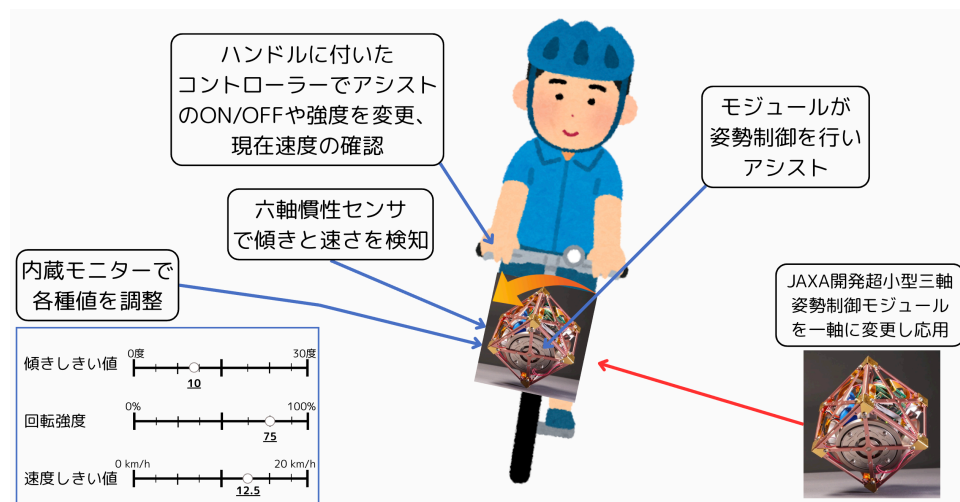 ハンドルに付いた
コントローラーでアシスト
のON/OFFや強度を変更、
現在速度の確認
モジュールが
姿勢制御を行い
アシスト
六軸慣性センサ
で傾きと速さを検知
内蔵モニターで
各種値を調整
JAXA開発超小型三軸
姿勢制御モジュール
を一軸に変更し応用
傾きしきい値
0度
30度
10
回転強度
0%
100%
75
速度しきい値
0 km/h
20 km/h
12.5